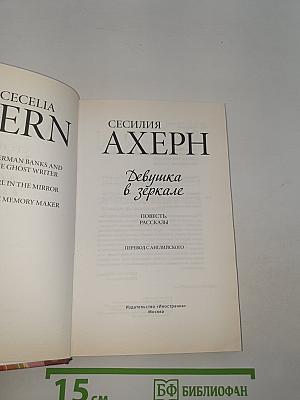 CECELIA
ERN
ERMAN BANKS AND
E GHOST WRITER
L IN THE MIRROR
MEMORY MAKER
СЕСИЛИЯ
АХЕРН
Девушка
в зеркале
ПОВЕСТЬ,
РАССКАЗЫ
ПЕРЕВОД С АНГЛИЙСКОГО
Издательство «Иностранка»
Москва
15 см
БФ БИБЛИОФАН